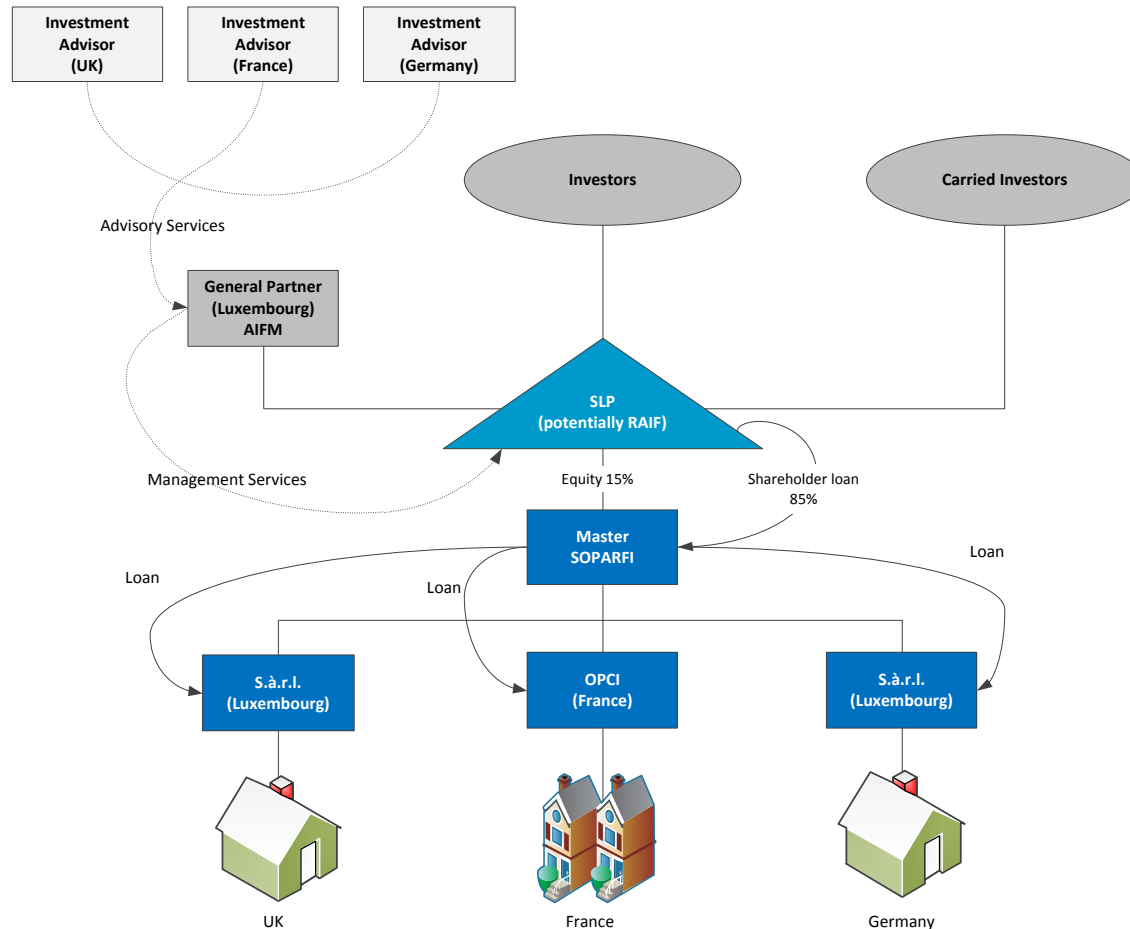 Investment
Advisor
(UK)
Investment
Advisor
(France)
Investment
Advisor
(Germany)
Investors
Carried Investors
Advisory Services
General Partner
(Luxembourg)
AIFM
SLP
(potentially RAIF)
Management Services
Equity 15%
Shareholder loan
85%
Master
SOPARFI
Loan
Loan
Loan
S.à.r.l.
(Luxembourg)
OPCI
(France)
S.à.r.l.
(Luxembourg)
UK
France
Germany